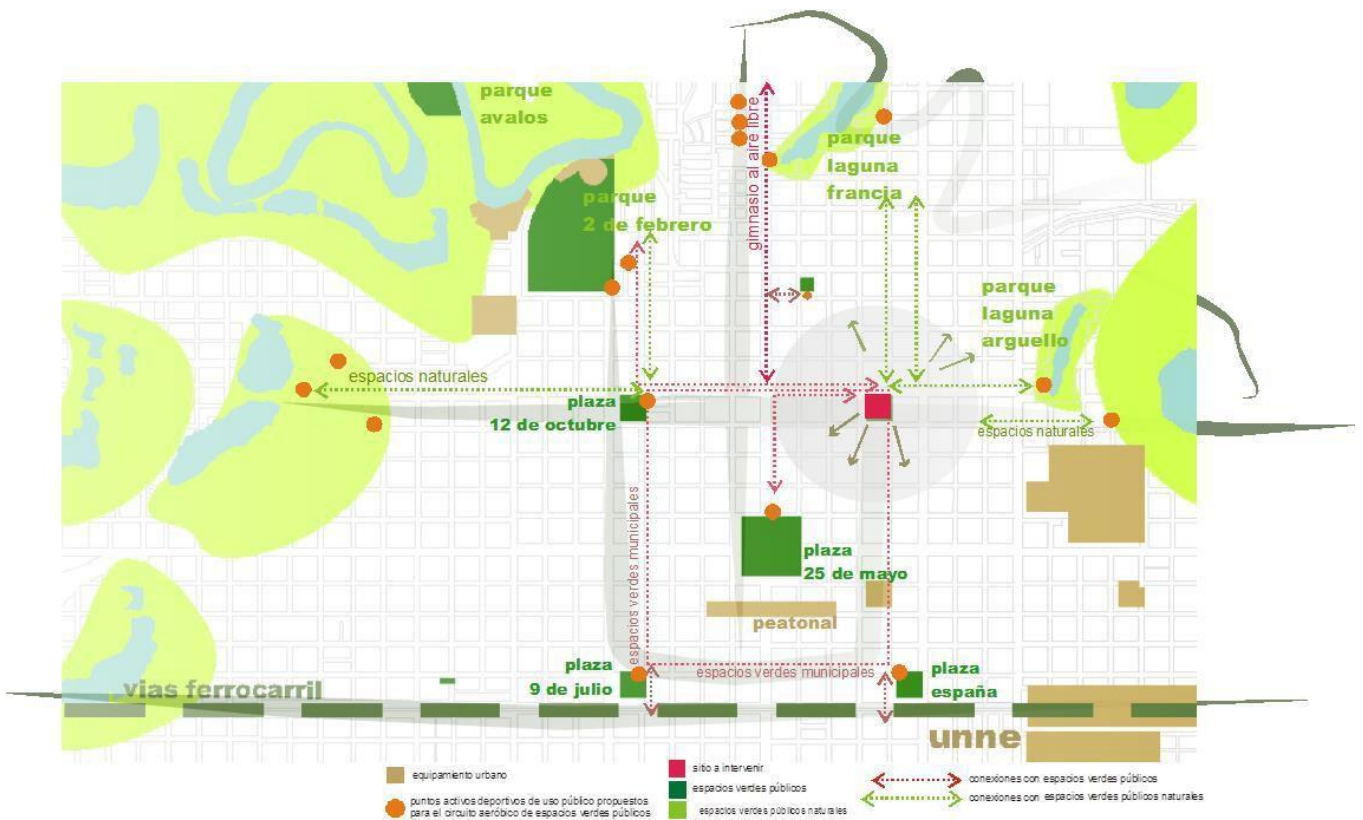 parque
avalos
parque
2 de febrero
gimnasio al aire libre
parque
laguna
francia
parque
laguna
arguello
espacios naturales
plaza
12 de octubre
espacios naturales
plaza
25 de mayo
espacios verdes municipales
peatonal
plaza
9 de julio
espacios verdes municipales
plaza
españa
vias ferrocarril
unne
equipamiento urbano
puntos activos deportivos de uso público propuestos
para el circuito aeróbico de espacios verdes públicos
sitio a intervenir
espacios verdes públicos
espacios verdes públicos naturales
conexiones con espacios verdes públicos
conexiones con espacios verdes públicos naturales